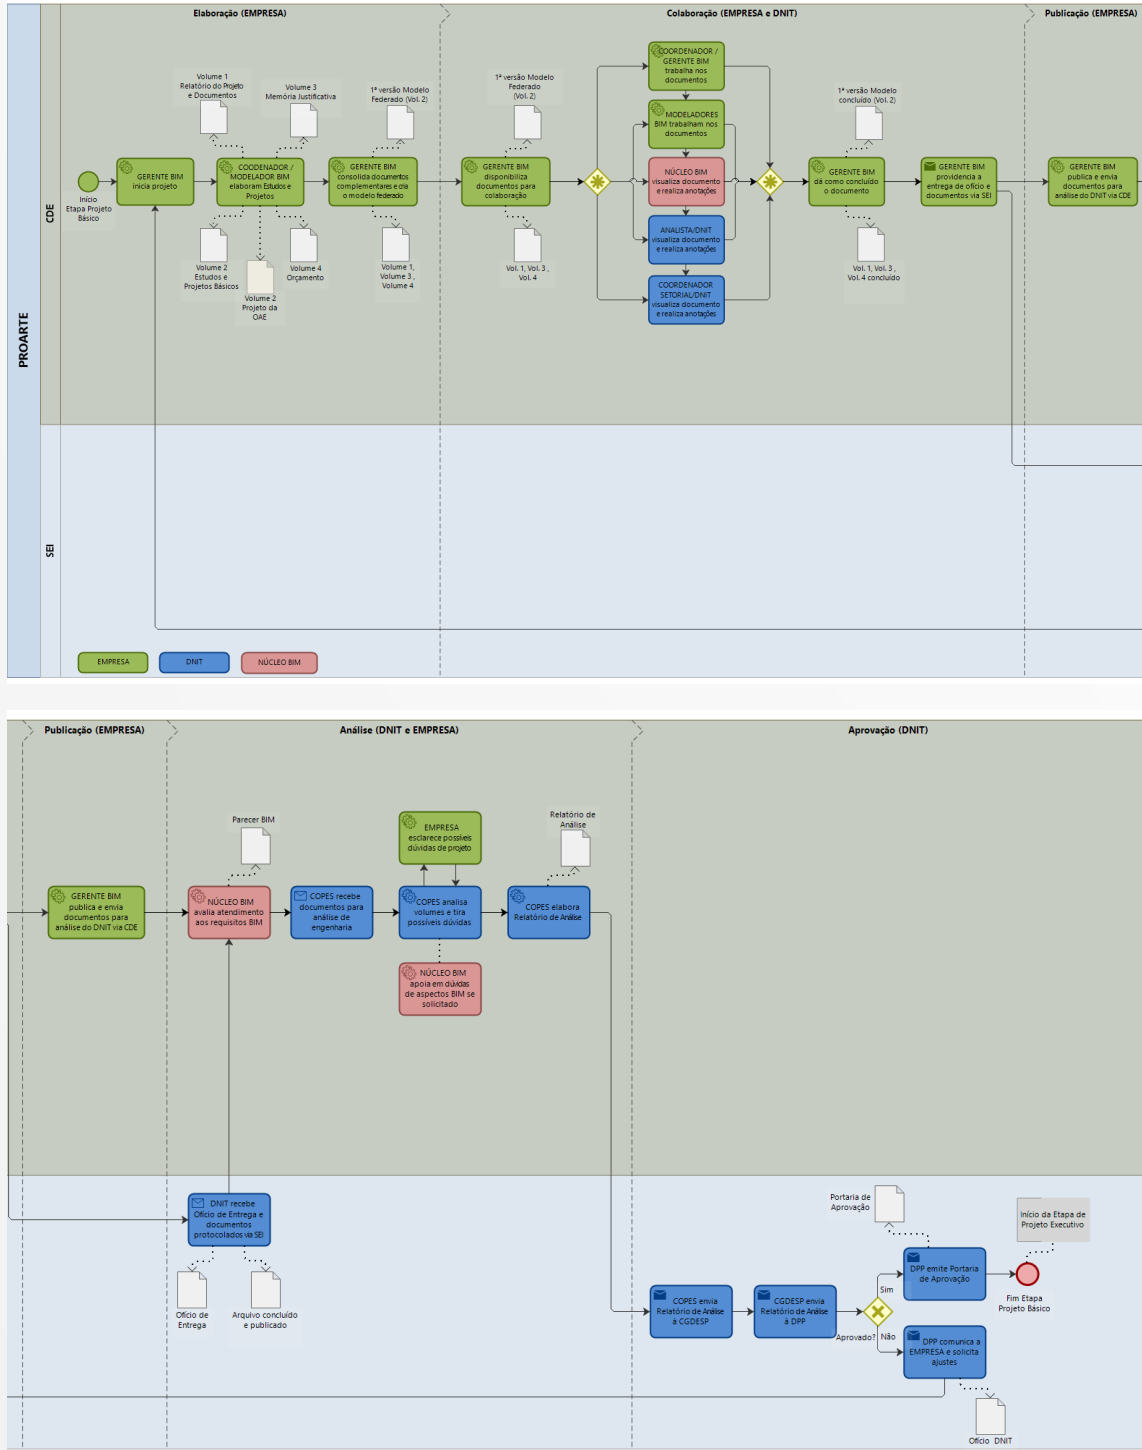 Elaboração (EMPRESA)
Colaboração (EMPRESA e DNIT)
Publicação (EMPRESA)
PROARTE
CDE
SEI
Início
Etapa Projeto
Básico
GERENTE BIM
inicia projeto
Volume 1
Relatório do Projeto
e Documentos
Volume 3
Memória Justificativa
COODENADOR /
MODELADOR BIM
elaboram Estudos e
Projetos
Volume 2
Estudos e
Projetos Básicos
Volume 2
Projeto da
OAE
Volume 4
Orçamento
1ª versão Modelo
Federado (Vol. 2)
GERENTE BIM
consolida documentos
complementares e cria
o modelo federado
Volume 1,
Volume 3 ,
Volume 4
1ª versão Modelo
Federado
(Vol. 2)
GERENTE BIM
disponibiliza
documentos para
colaboração
Vol. 1, Vol. 3 ,
Vol. 4
COORDENADOR /
GERENTE BIM
trabalha nos
documentos
MODELADORES
BIM trabalham nos
documentos
NÚCLEO BIM
visualiza documento
e realiza anotações
ANALISTA/DNIT
visualiza documento
e realiza anotações
COORDENADOR
SETORIAL/DNIT
visualiza documento
e realiza anotações
1ª versão Modelo
concluído (Vol. 2)
GERENTE BIM
dá como concluído
o documento
Vol. 1, Vol. 3 ,
Vol. 4 concluído
GERENTE BIM
providencia a
entrega de ofício e
documentos via SEI
GERENTE BIM
publica e envia
documentos para
análise do DNIT via CDE
EMPRESA
DNIT
NÚCLEO BIM
Publicação (EMPRESA)
Análise (DNIT e EMPRESA)
Aprovação (DNIT)
GERENTE BIM
publica e envia
documentos para
análise do DNIT via CDE
Parecer BIM
NÚCLEO BIM
avalia atendimento
aos requisitos BIM
COPES recebe
documentos para
análise de
engenharia
EMPRESA
esclarece possíveis
dúvidas de projeto
COPES analisa
volumes e tira
possíveis dúvidas
NÚCLEO BIM
apoia em dúvidas
de aspectos BIM se
solicitado
Relatório de
Análise
COPES elabora
Relatório de Análise
DNIT recebe
Ofício de Entrega e
documentos
protocolados via SEI
Ofício de
Entrega
Arquivo concluído
e publicado
COPES envia
Relatório de Análise
à CGDESP
CGDESP envia
Relatório de Análise
à DPP
Aprovado?
Sim
Não
Portaria de
Aprovação
DPP emite Portaria
de Aprovação
Início da Etapa de
Projeto Executivo
Fim Etapa
Projeto Básico
DPP comunica a
EMPRESA e solicita
ajustes
Ofício DNIT